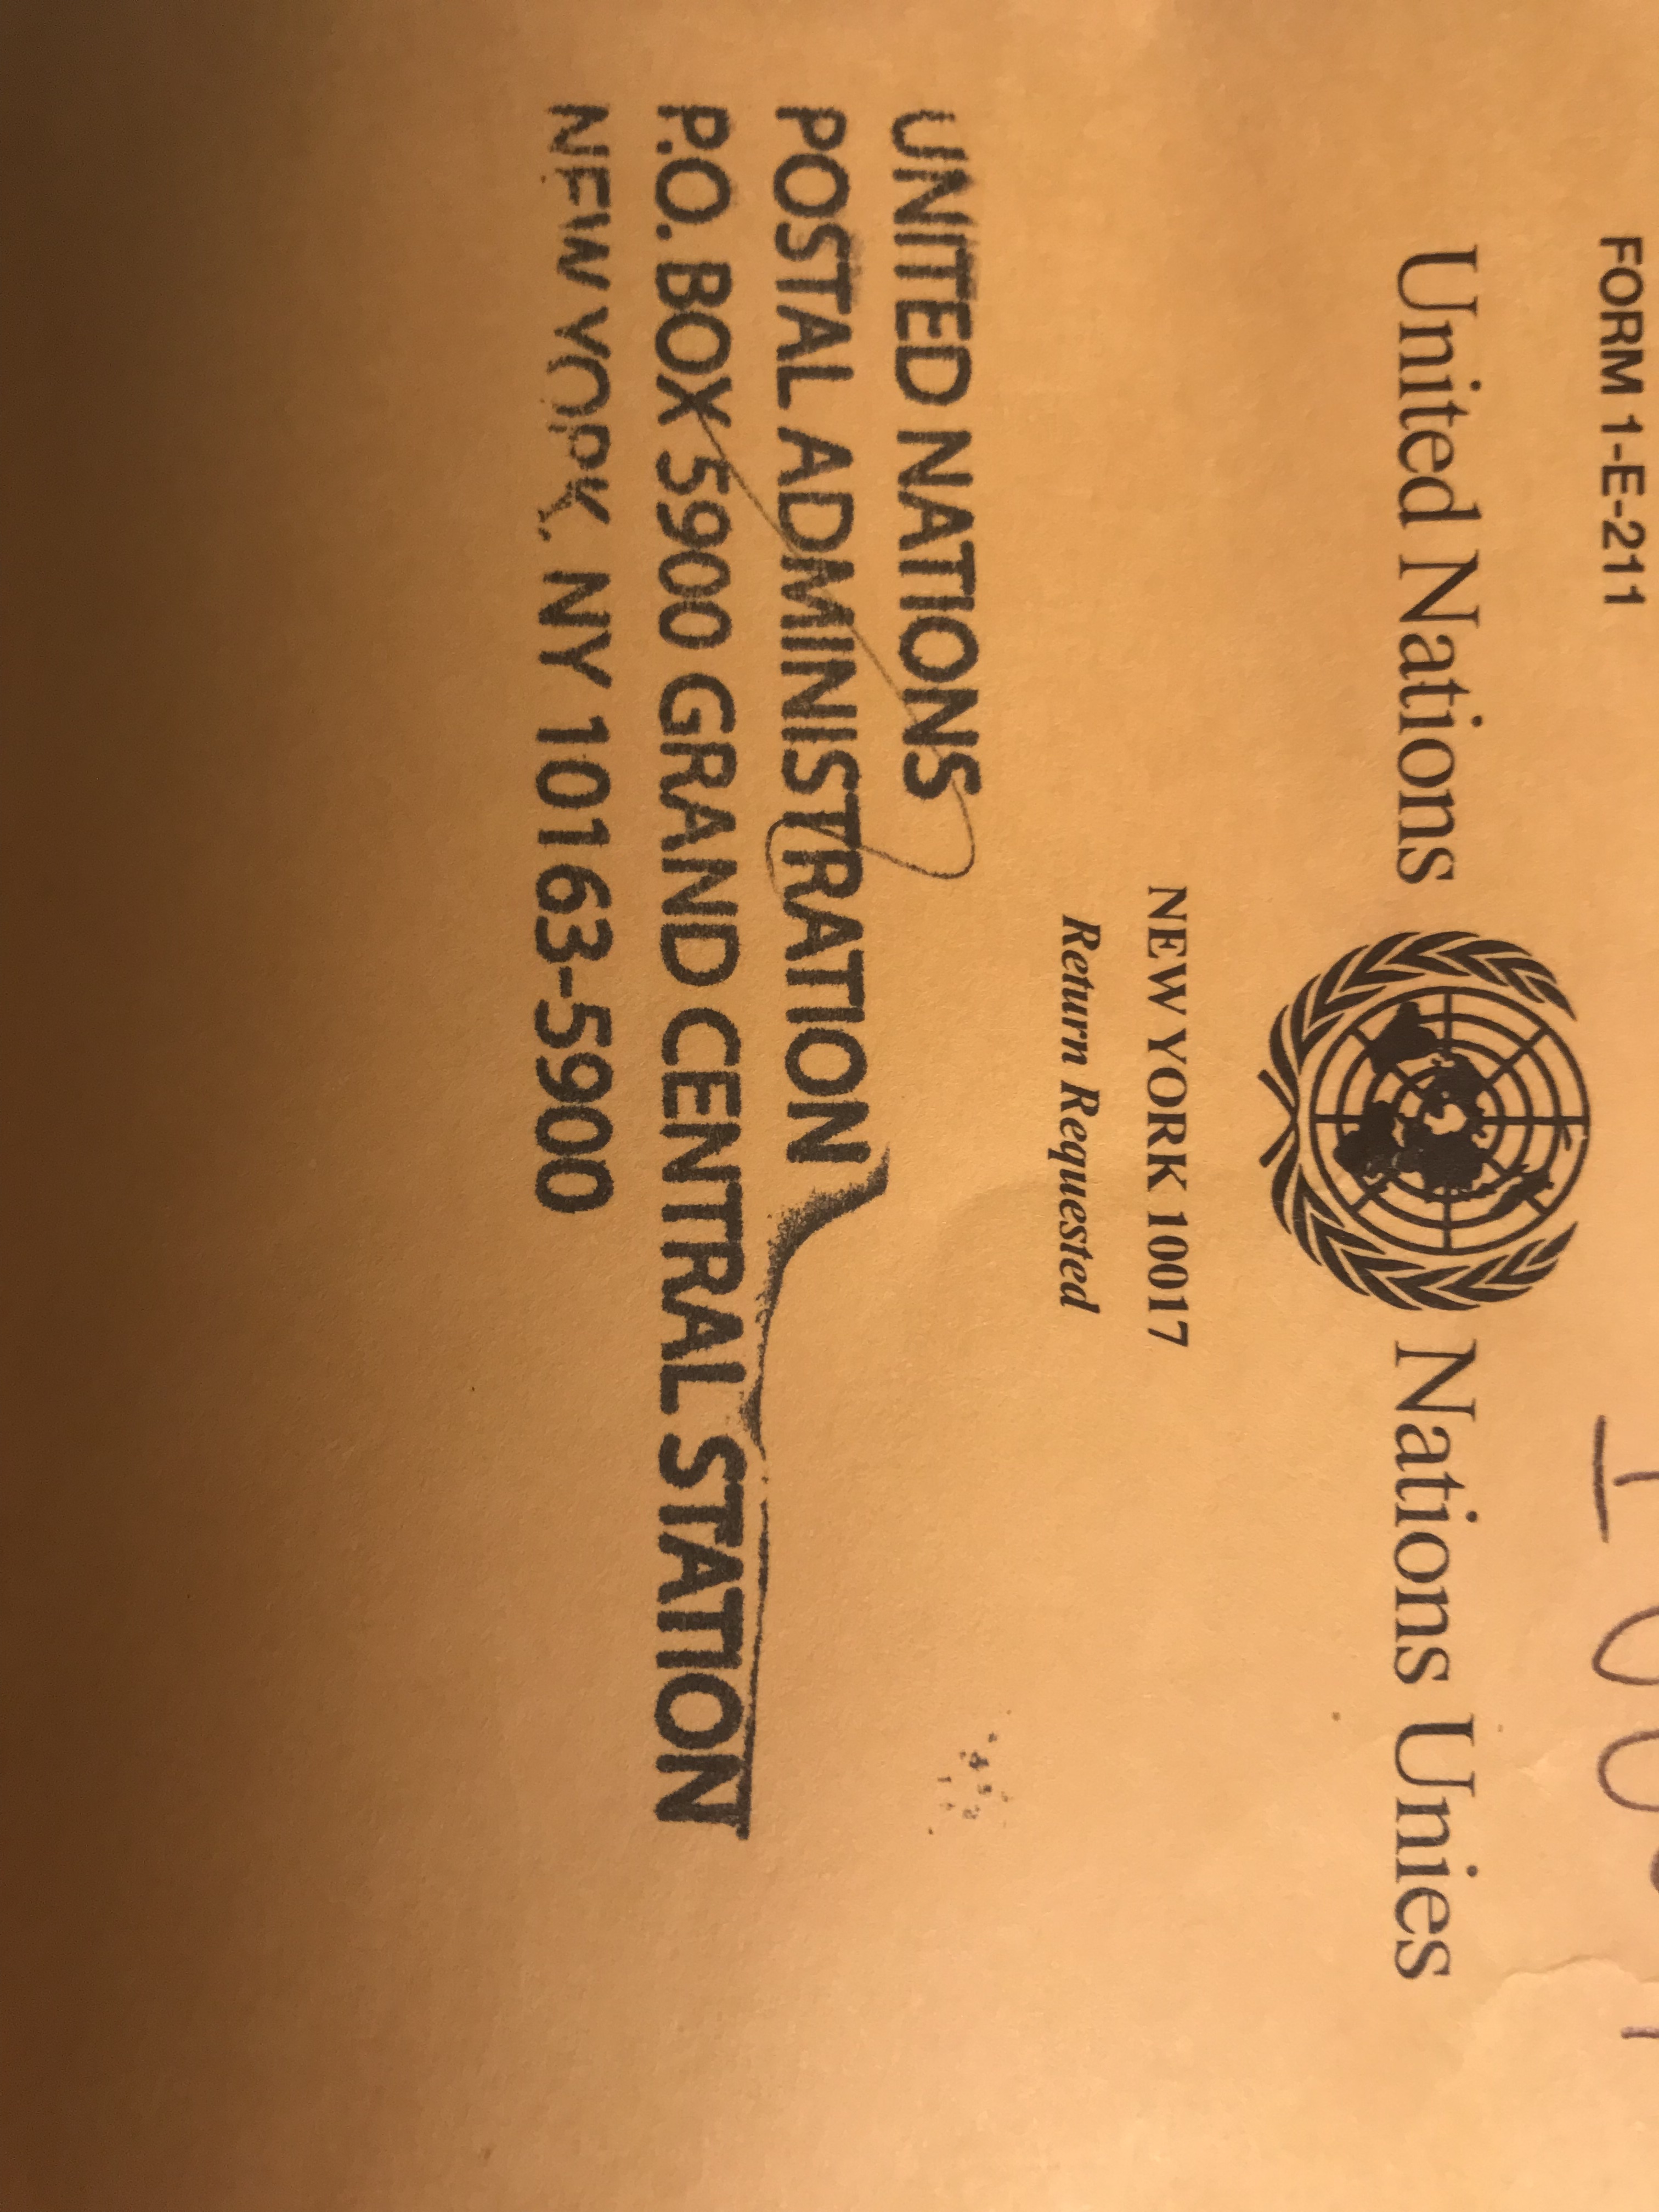 FORM 1-E-211
United Nations Nations Unies
NEW YORK 10017
Return Requested
UNITED NATIONS
POSTAL ADMINISTRATION
P.O. BOX 5900 GRAND CENTRAL STATION
NEW YORK, NY 10163-5900